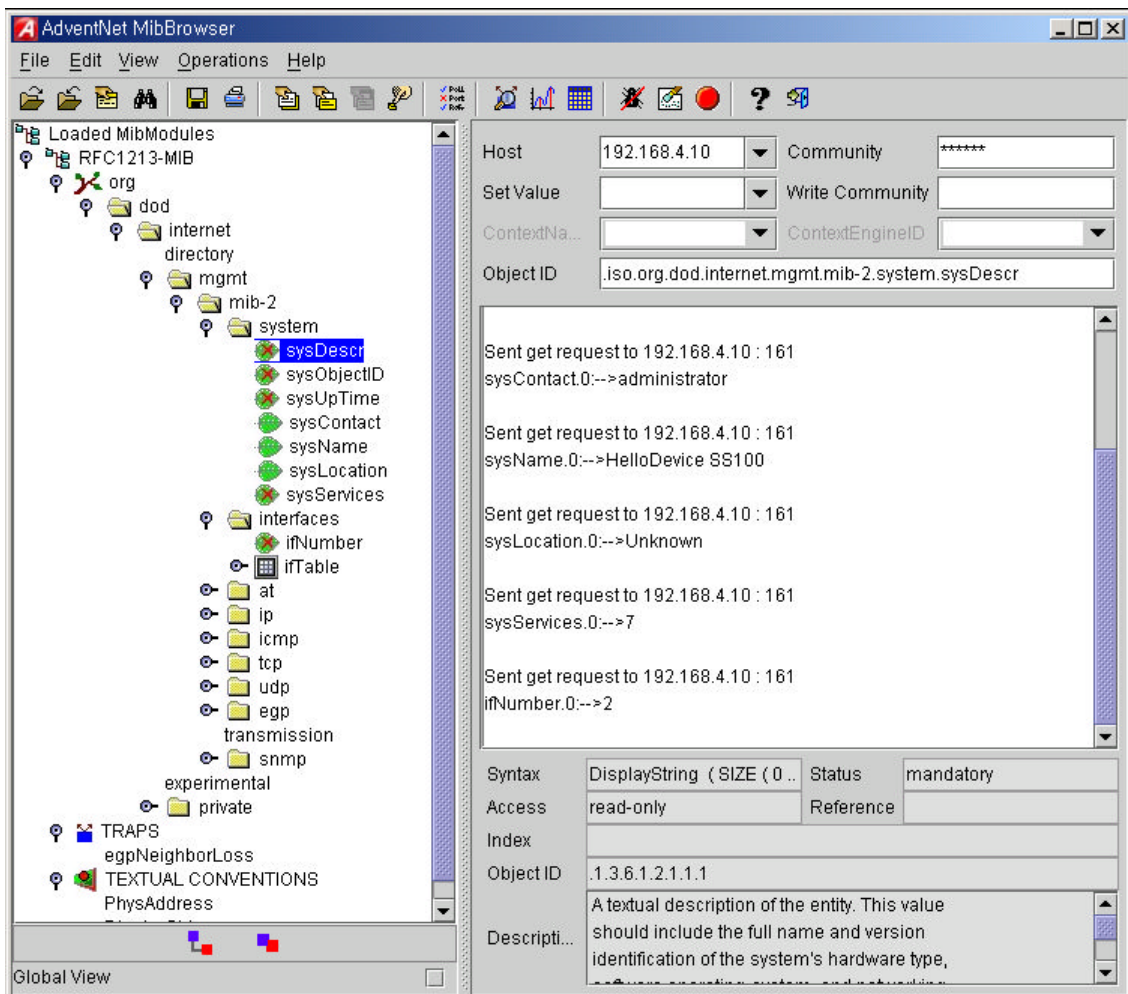 AdventNet MibBrowser
File Edit View Operations Help
Loaded MibModules
RFC1213-MIB
org
dod
internet
directory
mgmt
mib-2
system
sysDescr
sysObjectID
sysUpTime
sysContact
sysName
sysLocation
sysServices
interfaces
ifNumber
ifTable
at
ip
icmp
tcp
udp
egp
transmission
snmp
experimental
private
TRAPS
egpNeighborLoss
TEXTUAL CONVENTIONS
PhysAddress
Global View
Host 192.168.4.10 Community ******
Set Value Write Community
ContextNa... ContextEngineID
Object ID .iso.org.dod.internet.mgmt.mib-2.system.sysDescr
Sent get request to 192.168.4.10 : 161
sysContact.0:-->administrator
Sent get request to 192.168.4.10 : 161
sysName.0:-->HelloDevice SS100
Sent get request to 192.168.4.10 : 161
sysLocation.0:-->Unknown
Sent get request to 192.168.4.10 : 161
sysServices.0:-->7
Sent get request to 192.168.4.10 : 161
ifNumber.0:-->2
Syntax DisplayString ( SIZE ( 0 .. Status mandatory
Access read-only Reference
Index
Object ID .1.3.6.1.2.1.1.1
Descripti... A textual description of the entity. This value
should include the full name and version
identification of the system's hardware type,